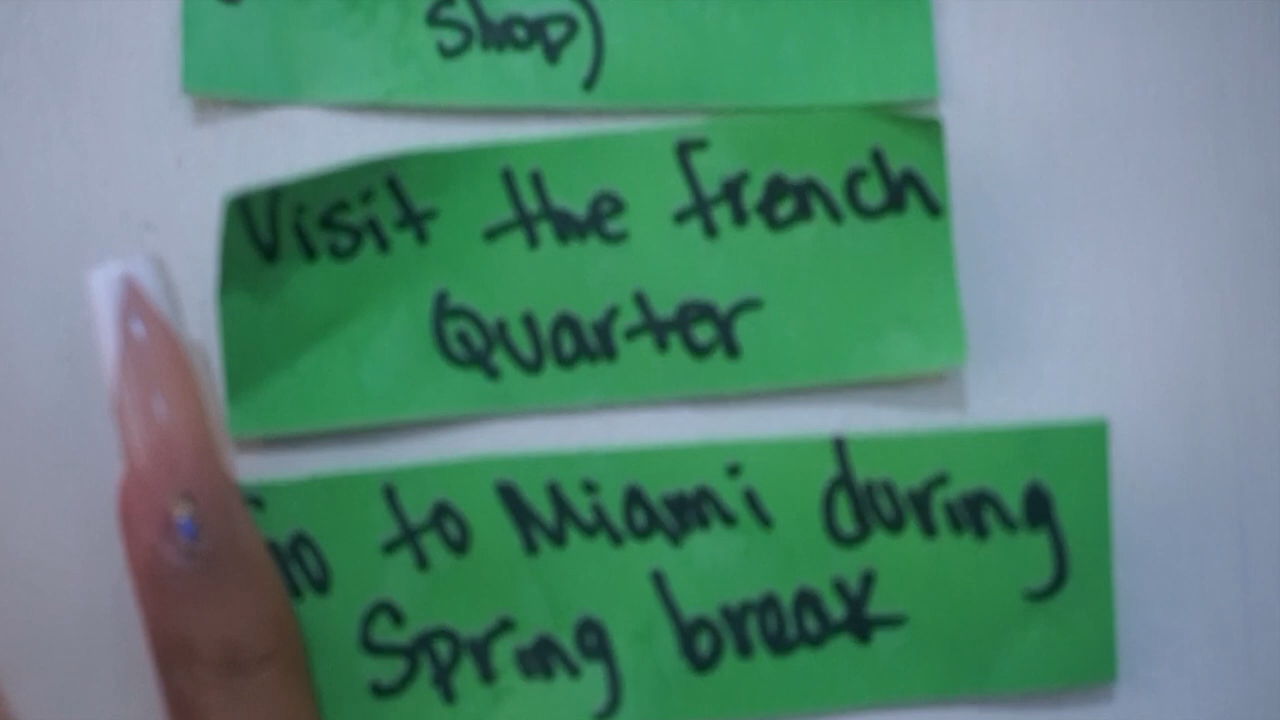 Shop)
Visit the French
Quarter
to Miami during
Spring break